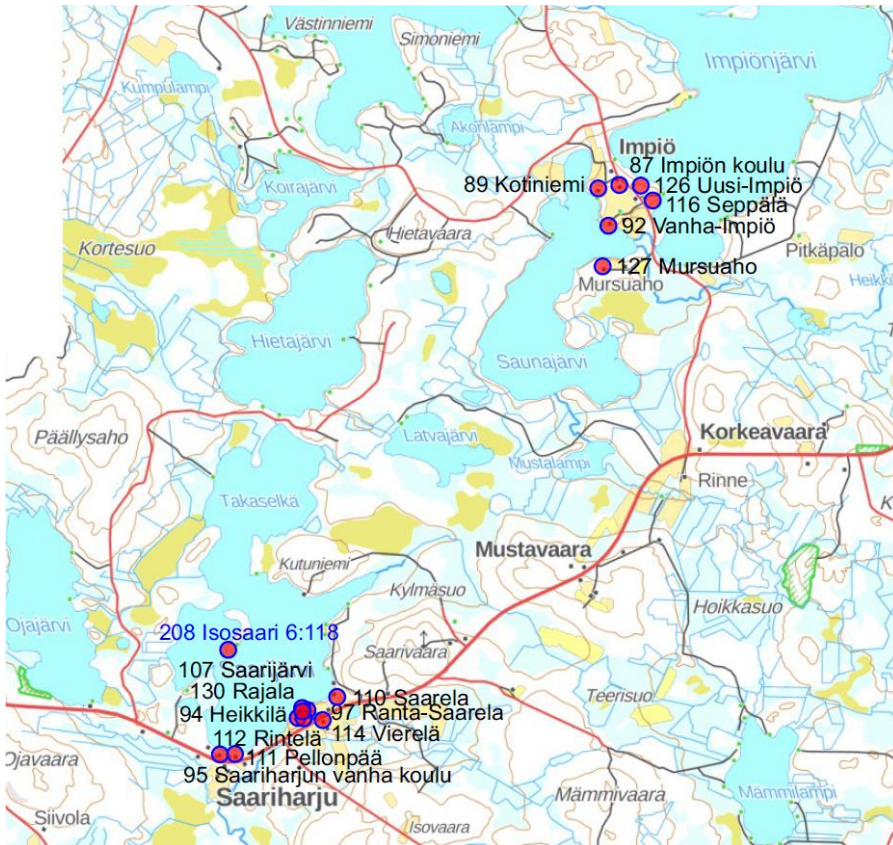 Västinniemi
Simoniemi
Impiönjärvi
Kumpulampi
Akonlampi
Impiö
87 Impiön koulu
89 Kotiniemi
126 Uusi-Impiö
116 Seppälä
Koirajärvi
92 Vanha-Impiö
Hietavaara
Kortesuo
Pitkäpalo
127 Mursuaho
Mursuaho
Hietajärvi
Saunajärvi
Päällysaho
Latvajärvi
Korkeavaara
Mustalampi
Rinne
Takaselkä
Mustavaara
Kutuniemi
Kylmäsuo
Hoikkasuo
Ojajärvi
208 Isosaari 6:118
Saarivaara
107 Saarijärvi
130 Rajala
110 Saarela
Teerisuo
94 Heikkilä
97 Ranta-Saarela
112 Rintelä
114 Vierelä
Ojavaara
111 Pellonpää
95 Saariharjun vanha koulu
Saariharju
Mämmivaara
Mämmilampi
Siivola
Isovaara